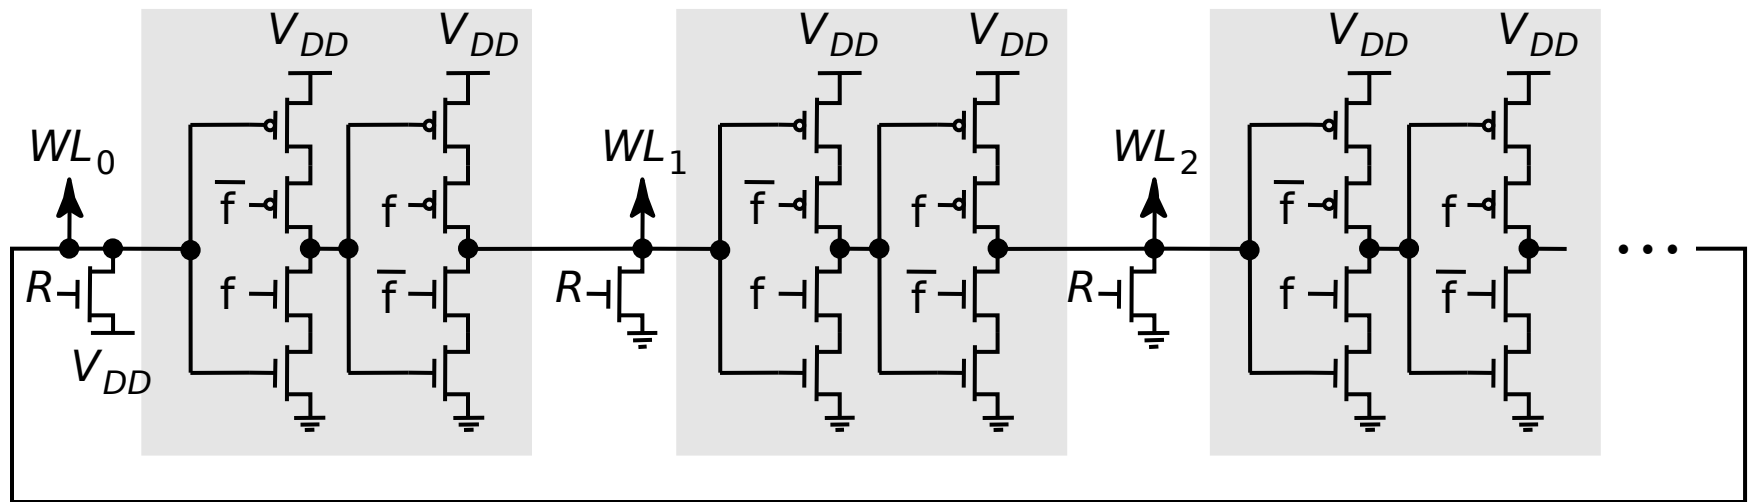 V_DD V_DD V_DD V_DD V_DD V_DD
WL_0 WL_1 WL_2
f̅ f f̅ f f̅ f
R f f̅ R f f̅ R f f̅ ...
V_DD